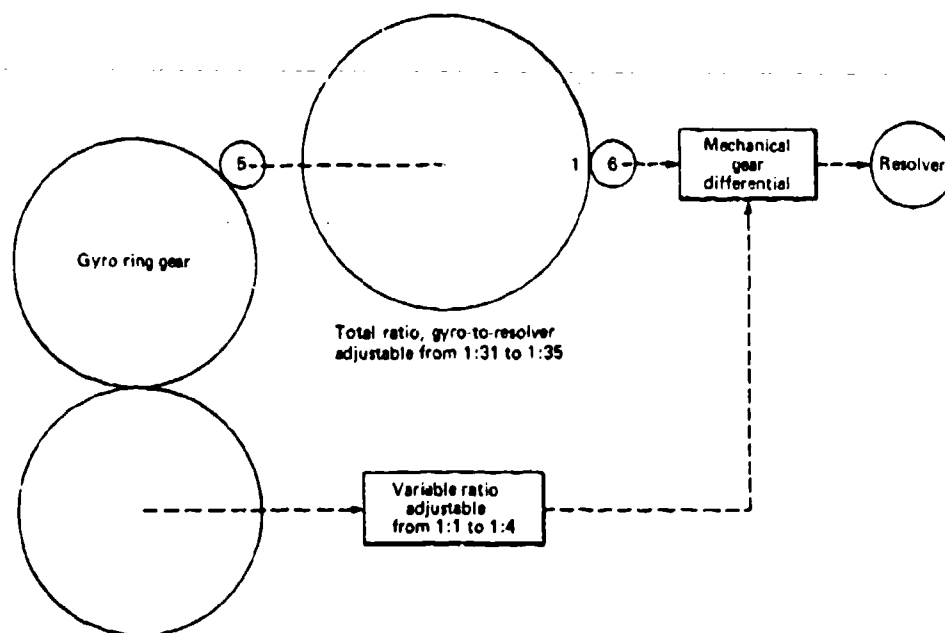 5
1
6
Mechanical
gear
differential
Resolver
Gyro ring gear
Total ratio, gyro-to-resolver
adjustable from 1:31 to 1:35
Variable ratio
adjustable
from 1:1 to 1:4